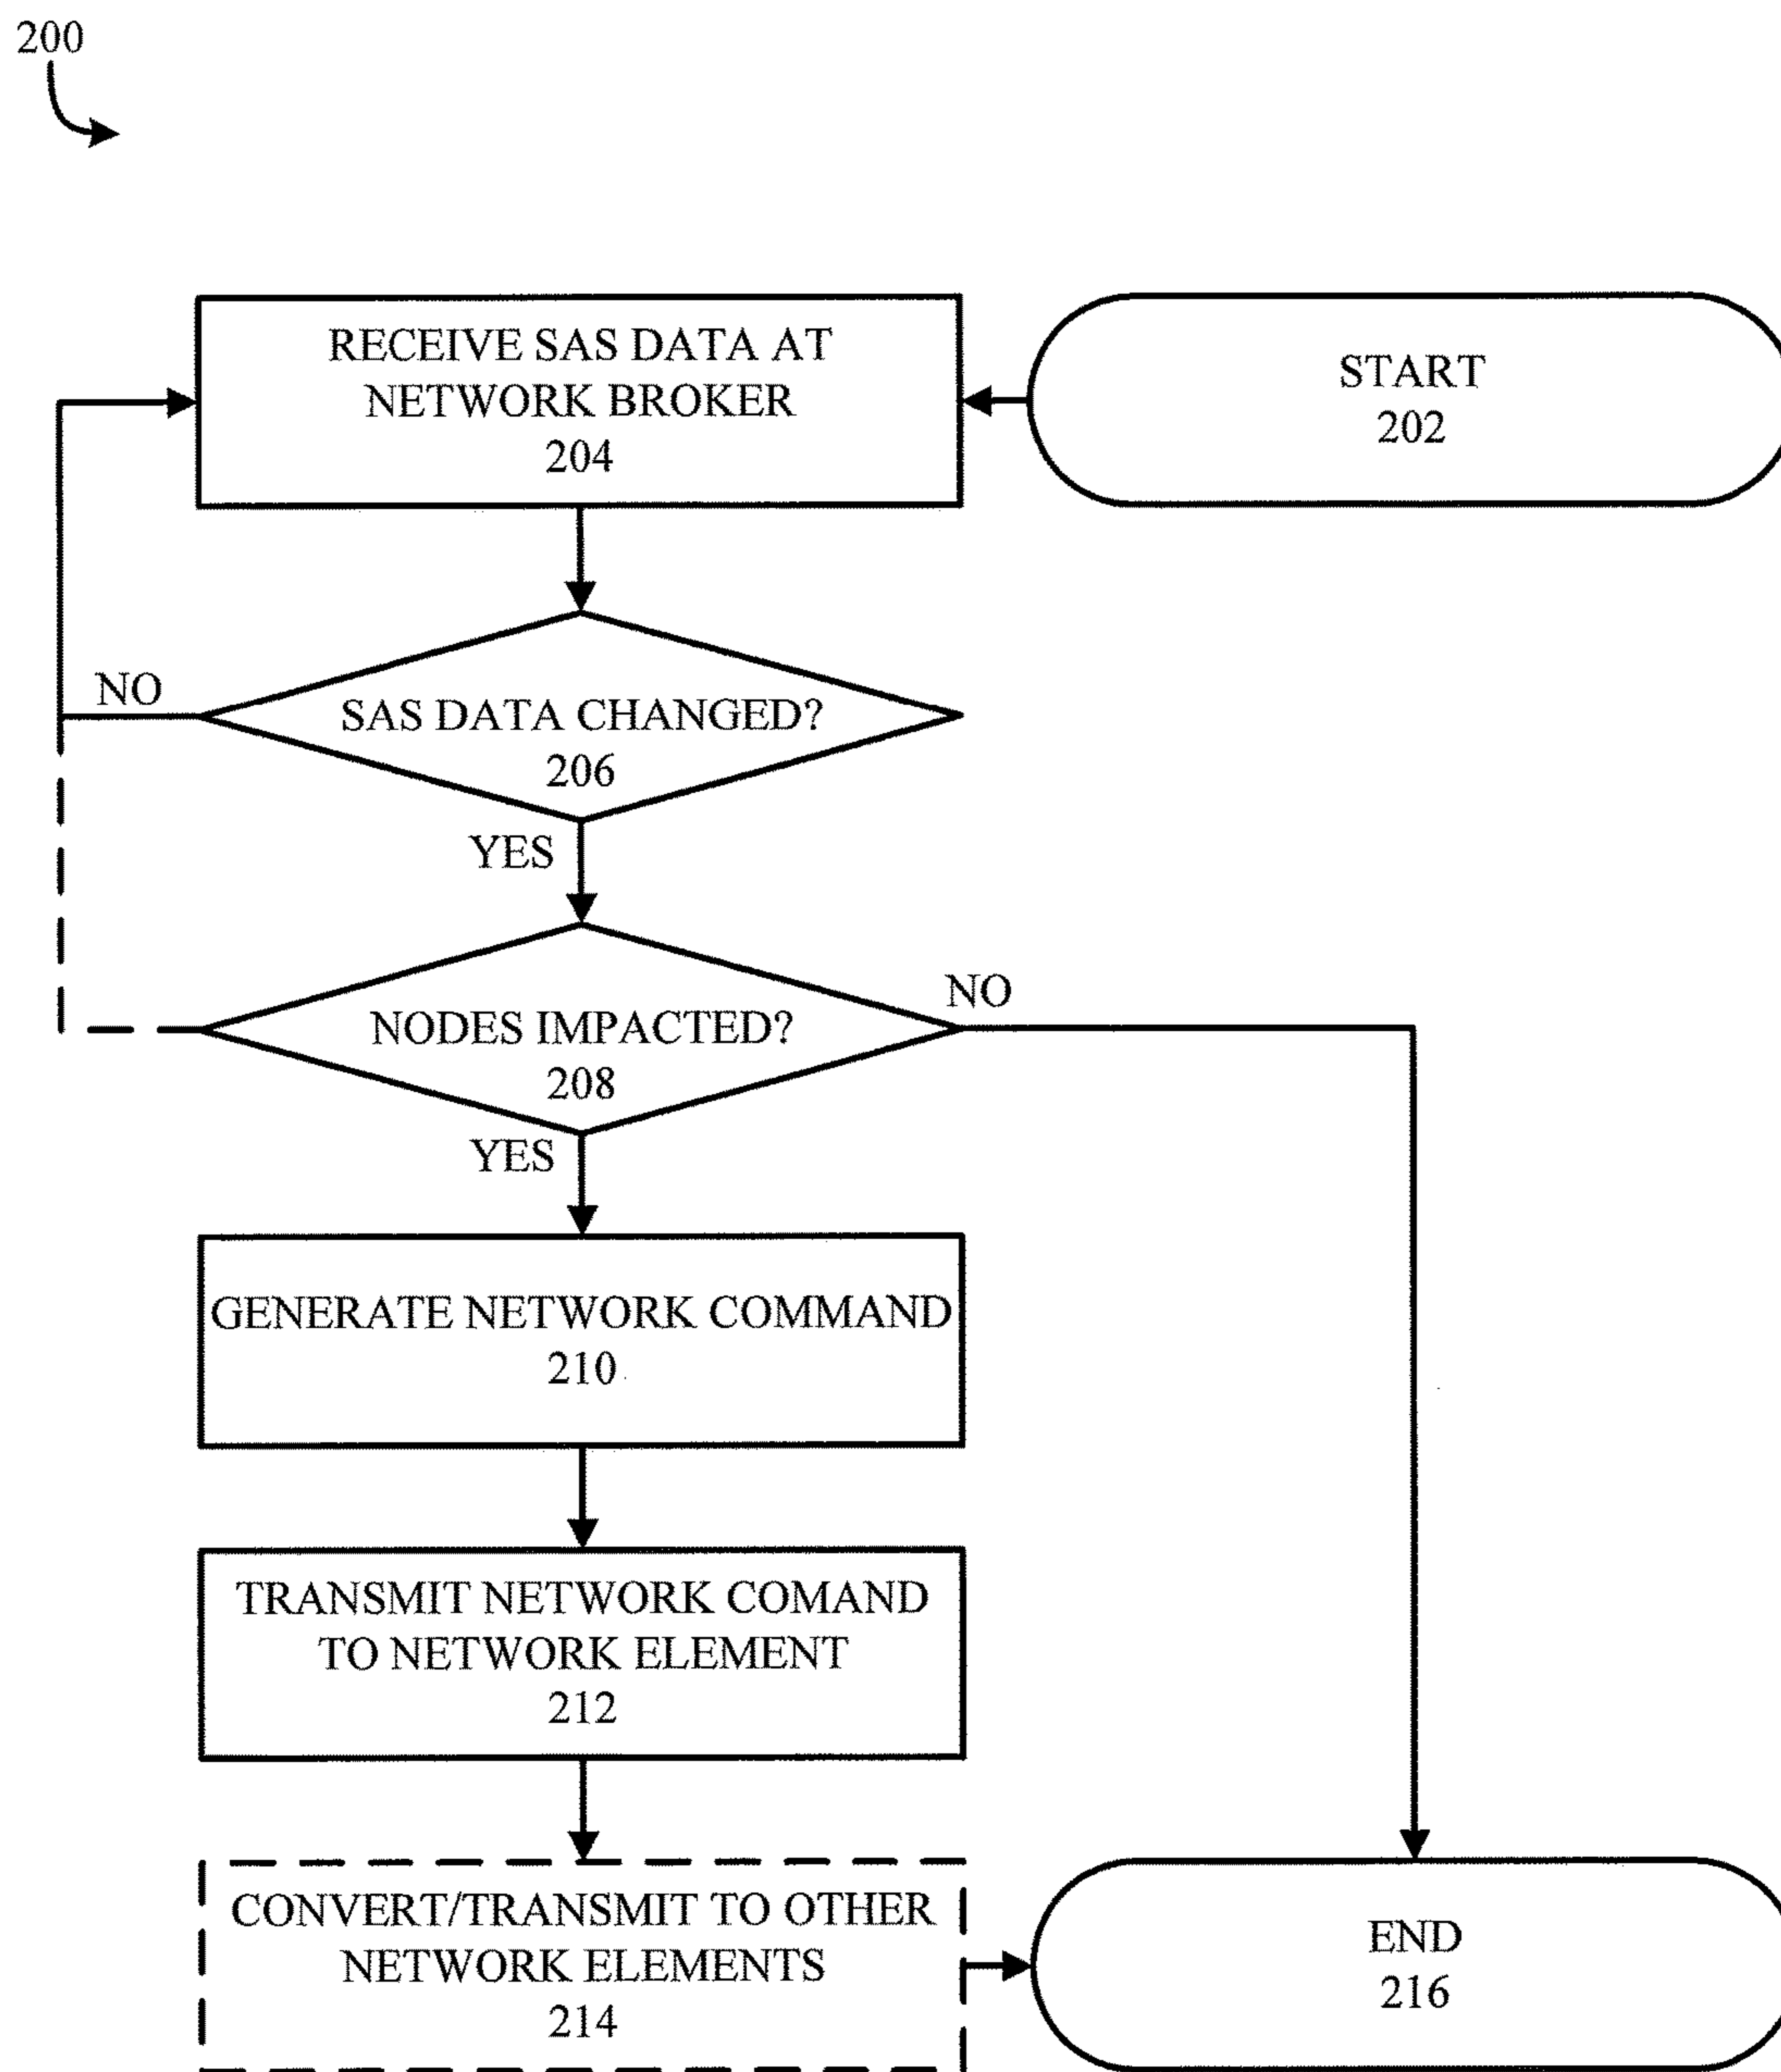 200
RECEIVE SAS DATA AT
NETWORK BROKER
204
START
202
NO
SAS DATA CHANGED?
206
YES
NO
NODES IMPACTED?
208
YES
GENERATE NETWORK COMMAND
210
TRANSMIT NETWORK COMAND
TO NETWORK ELEMENT
212
CONVERT/TRANSMIT TO OTHER
NETWORK ELEMENTS
214
END
216